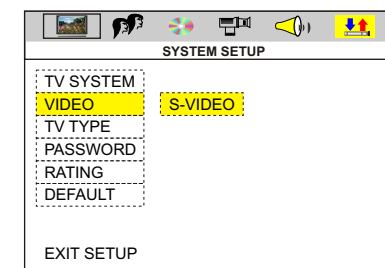 SYSTEM SETUP
TV SYSTEM
VIDEO S-VIDEO
TV TYPE
PASSWORD
RATING
DEFAULT
EXIT SETUP